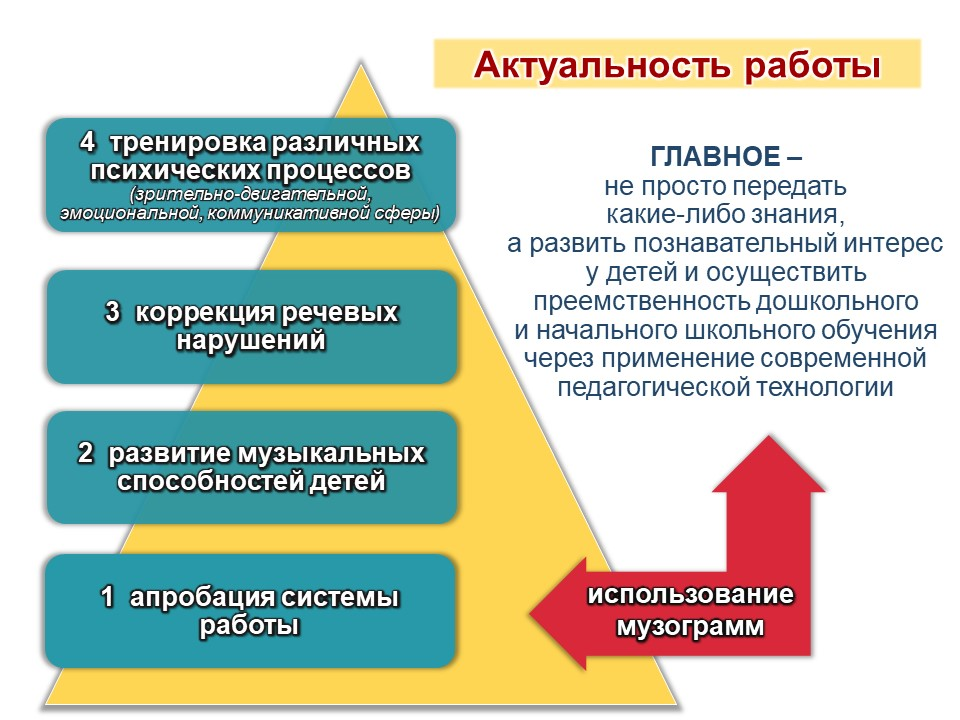 Актуальность работы
4 тренировка различных
психических процессов
(зрительно-двигательной,
эмоциональной, коммуникативной сферы)
3 коррекция речевых
нарушений
2 развитие музыкальных
способностей детей
1 апробация системы
работы
ГЛАВНОЕ –
не просто передать
какие-либо знания,
а развить познавательный интерес
у детей и осуществить
преемственность дошкольного
и начального школьного обучения
через применение современной
педагогической технологии
использование
музограмм